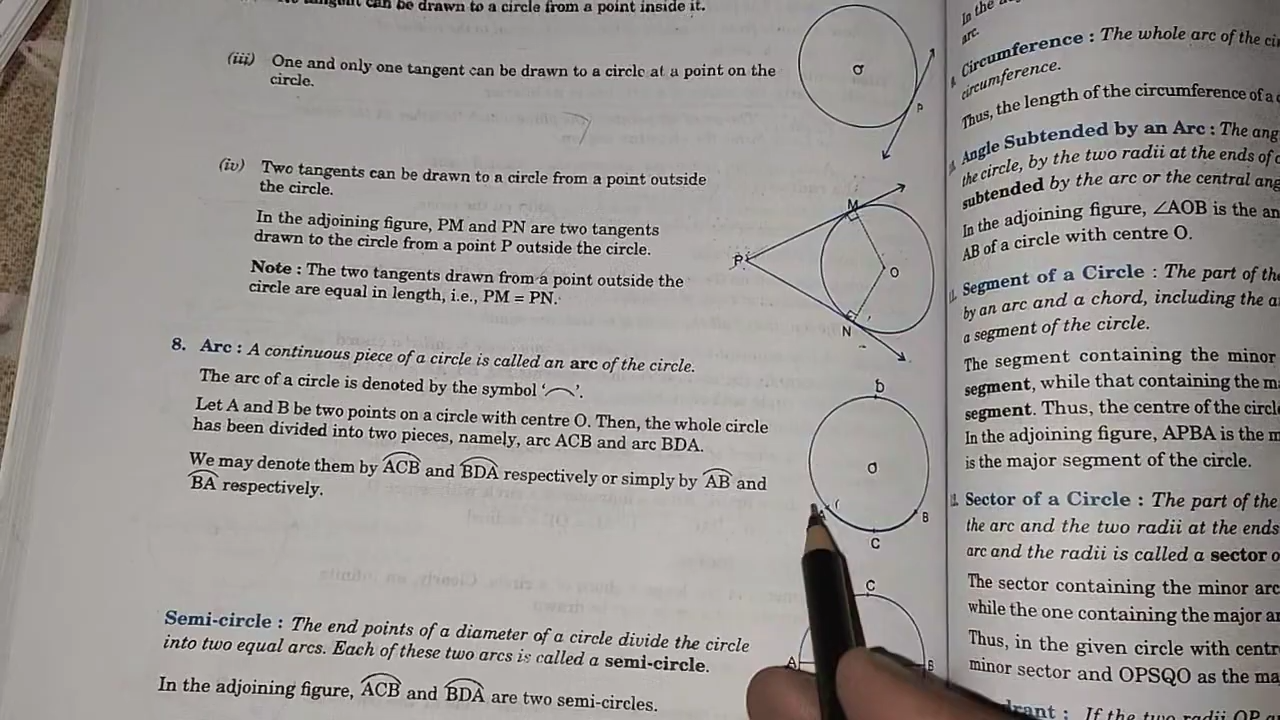 tangent can be drawn to a circle from a point inside it.
(iii) One and only one tangent can be drawn to a circle at a point on the
circle.
O
P
(iv) Two tangents can be drawn to a circle from a point outside
the circle.
In the adjoining figure, PM and PN are two tangents
drawn to the circle from a point P outside the circle.
Note : The two tangents drawn from a point outside the
circle are equal in length, i.e., PM = PN.
M
P
O
N
8. Arc : A continuous piece of a circle is called an arc of the circle.
The arc of a circle is denoted by the symbol ‘⌒’.
Let A and B be two points on a circle with centre O. Then, the whole circle
has been divided into two pieces, namely, arc ACB and arc BDA.
We may denote them by ACB and BDA respectively or simply by AB and
BA respectively.
D
O
A
B
C
Semi-circle : The end points of a diameter of a circle divide the circle
into two equal arcs. Each of these two arcs is called a semi-circle.
In the adjoining figure, ACB and BDA are two semi-circles.
C
A
B
In the
arc.
Circumference : The whole arc of the
circumference.
Thus, the length of the circumference of a
Angle Subtended by an Arc : The
the circle, by the two radii at the ends of
subtended by the arc or the central
In the adjoining figure, ∠AOB is the
AB of a circle with centre O.
Segment of a Circle : The part of
by an arc and a chord, including the
a segment of the circle.
The segment containing the minor
segment, while that containing the
segment. Thus, the centre of the
In the adjoining figure, APBA is the
is the major segment of the circle.
Sector of a Circle : The part of the
the arc and the two radii at the ends
arc and the radii is called a sector
The sector containing the minor arc
while the one containing the major
Thus, in the given circle with
minor sector and OPSQO as the
: If the two radii OP